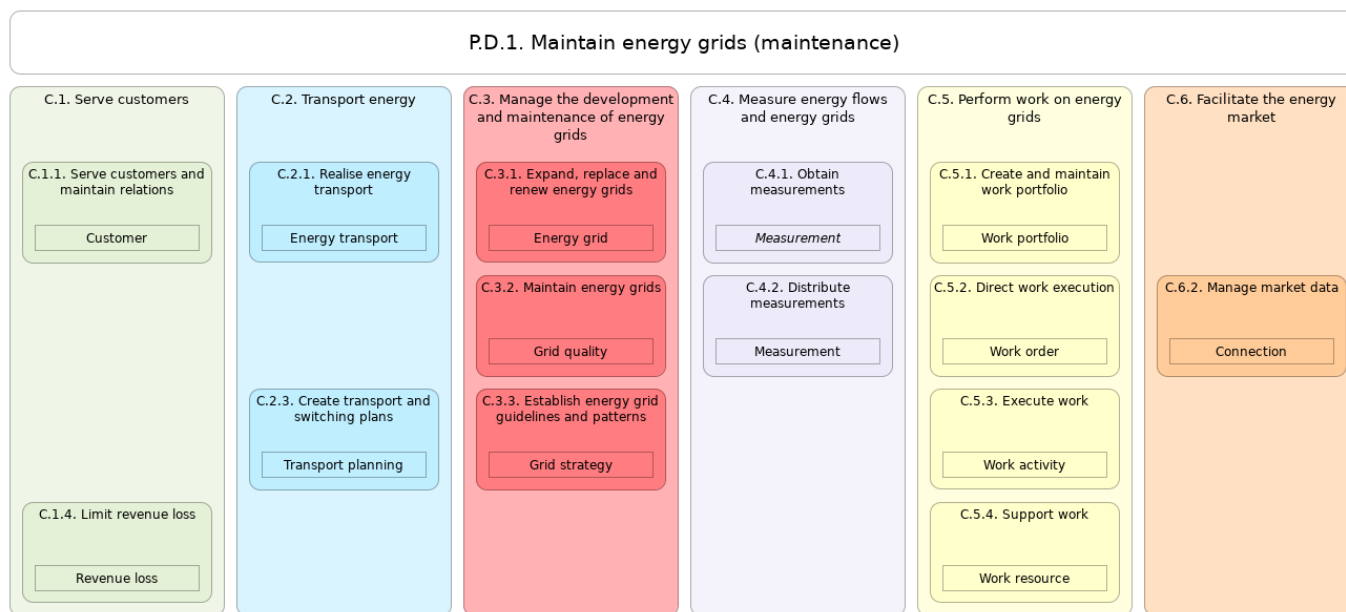 P.D.1. Maintain energy grids (maintenance)
C.1. Serve customers
C.1.1. Serve customers and
maintain relations
Customer
C.1.4. Limit revenue loss
Revenue loss
C.2. Transport energy
C.2.1. Realise energy
transport
Energy transport
C.2.3. Create transport and
switching plans
Transport planning
C.3. Manage the development
and maintenance of energy
grids
C.3.1. Expand, replace and
renew energy grids
Energy grid
C.3.2. Maintain energy grids
Grid quality
C.3.3. Establish energy grid
guidelines and patterns
Grid strategy
C.4. Measure energy flows
and energy grids
C.4.1. Obtain
measurements
Measurement
C.4.2. Distribute
measurements
Measurement
C.5. Perform work on energy
grids
C.5.1. Create and maintain
work portfolio
Work portfolio
C.5.2. Direct work execution
Work order
C.5.3. Execute work
Work activity
C.5.4. Support work
Work resource
C.6. Facilitate the energy
market
C.6.2. Manage market data
Connection